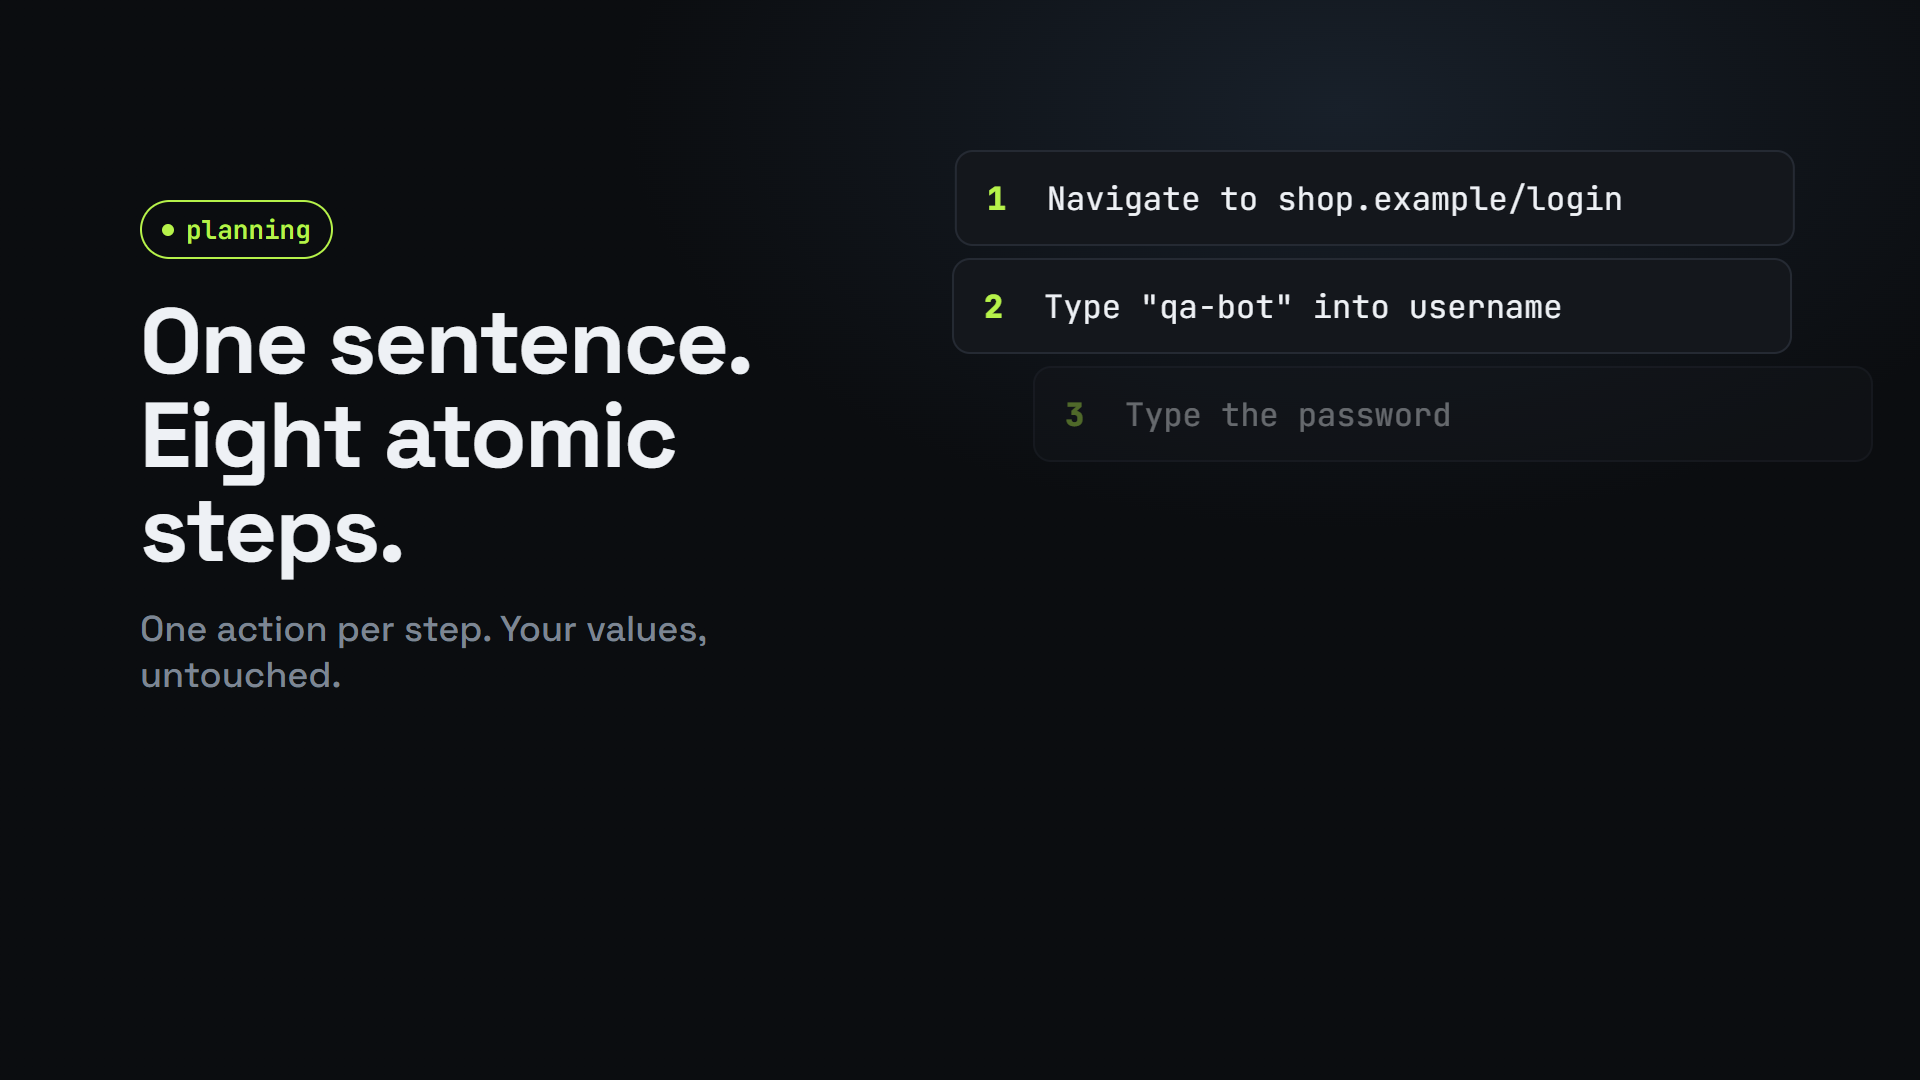 planning
One sentence.
Eight atomic
steps.
One action per step. Your values,
untouched.
1 Navigate to shop.example/login
2 Type "qa-bot" into username
3 Type the password